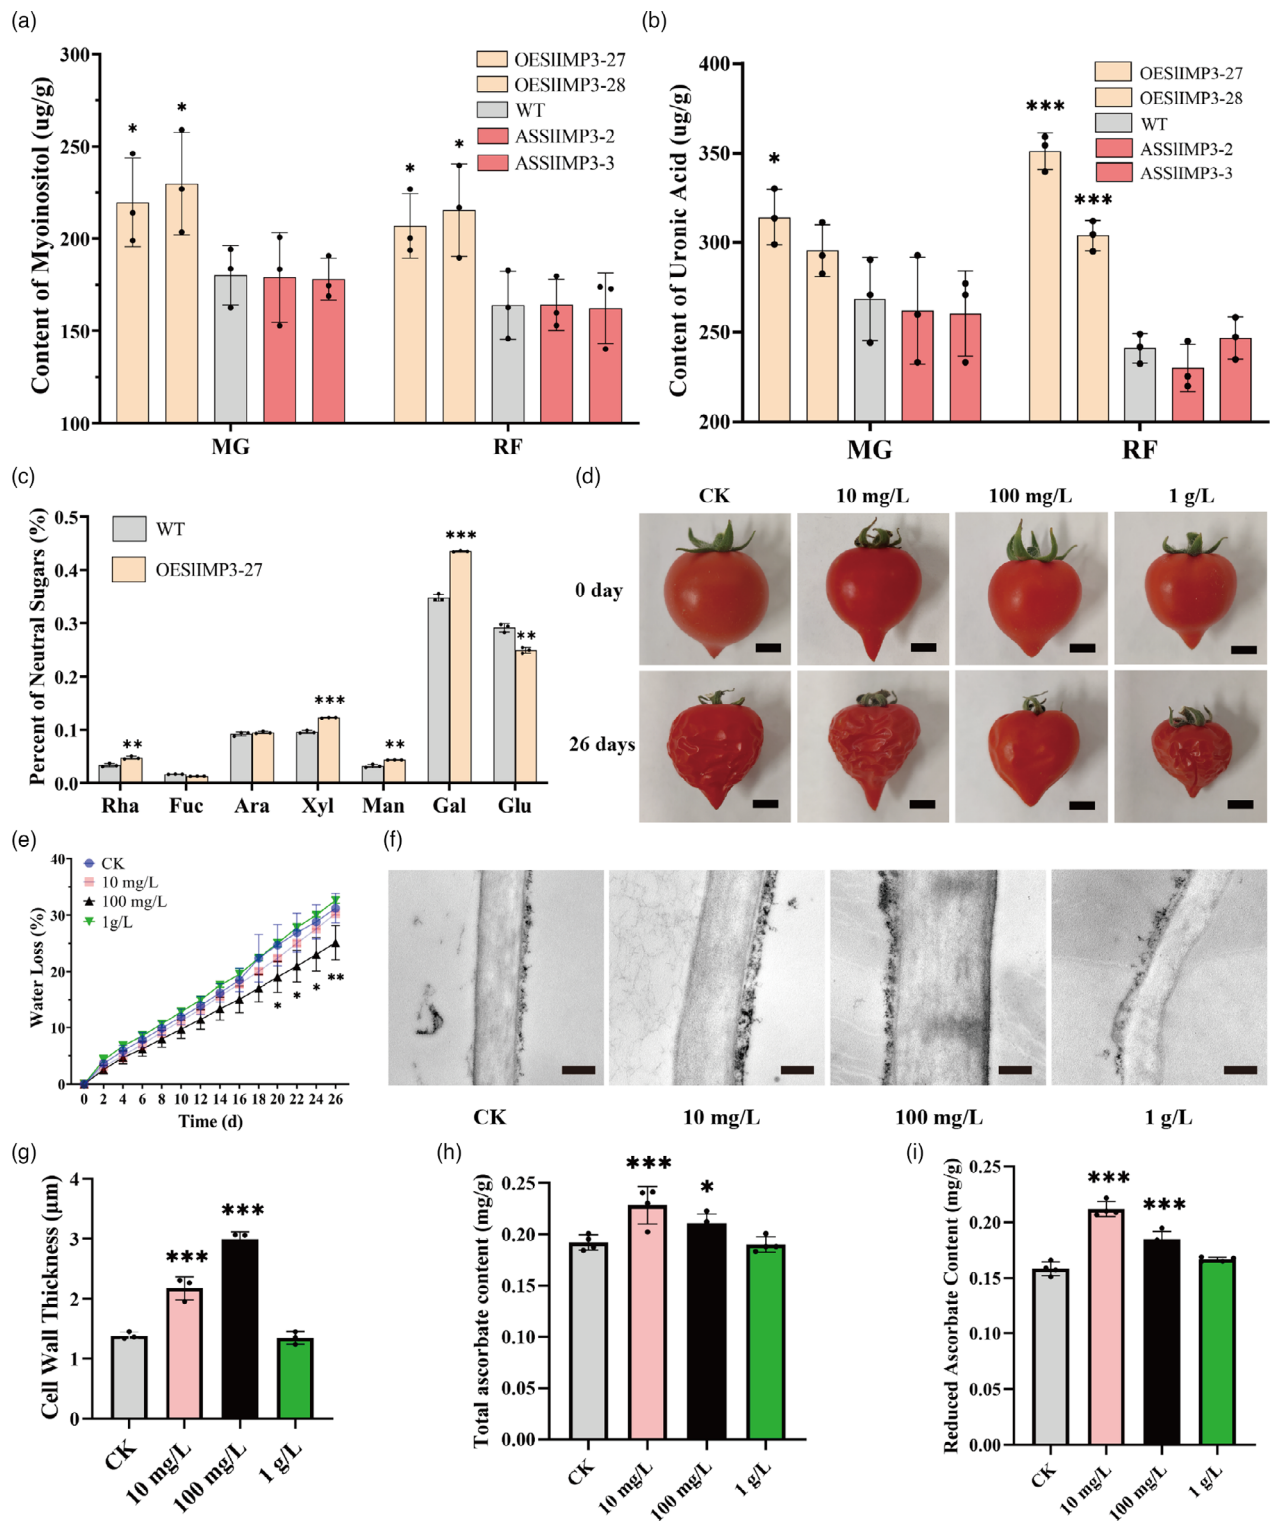 (a)
Content of Myoinositol (ug/g)
300
250
200
150
100
* * * *
OESlIMP3-27
OESlIMP3-28
WT
ASSlIMP3-2
ASSlIMP3-3
MG RF
(b)
Content of Uronic Acid (ug/g)
400
350
300
250
200
* *** ***
OESlIMP3-27
OESlIMP3-28
WT
ASSlIMP3-2
ASSlIMP3-3
MG RF
(c)
Percent of Neutral Sugars (%)
0.5
0.4
0.3
0.2
0.1
0.0
WT
OESlIMP3-27
** *** ** *** **
Rha Fuc Ara Xyl Man Gal Glu
(d)
CK 10 mg/L 100 mg/L 1 g/L
0 day
26 days
(e)
Water Loss (%)
40
30
20
10
0
CK
10 mg/L
100 mg/L
1g/L
* * * **
0 2 4 6 8 10 12 14 16 18 20 22 24 26
Time (d)
(f)
CK 10 mg/L 100 mg/L 1 g/L
(g)
Cell Wall Thickness (μm)
4
3
2
1
0
*** ***
CK 10 mg/L 100 mg/L 1 g/L
(h)
Total ascorbate content (mg/g)
0.25
0.20
0.15
0.10
0.05
0.00
*** *
CK 10 mg/L 100 mg/L 1 g/L
(i)
Reduced Ascorbate Content (mg/g)
0.25
0.20
0.15
0.10
0.05
0.00
*** ***
CK 10 mg/L 100 mg/L 1 g/L